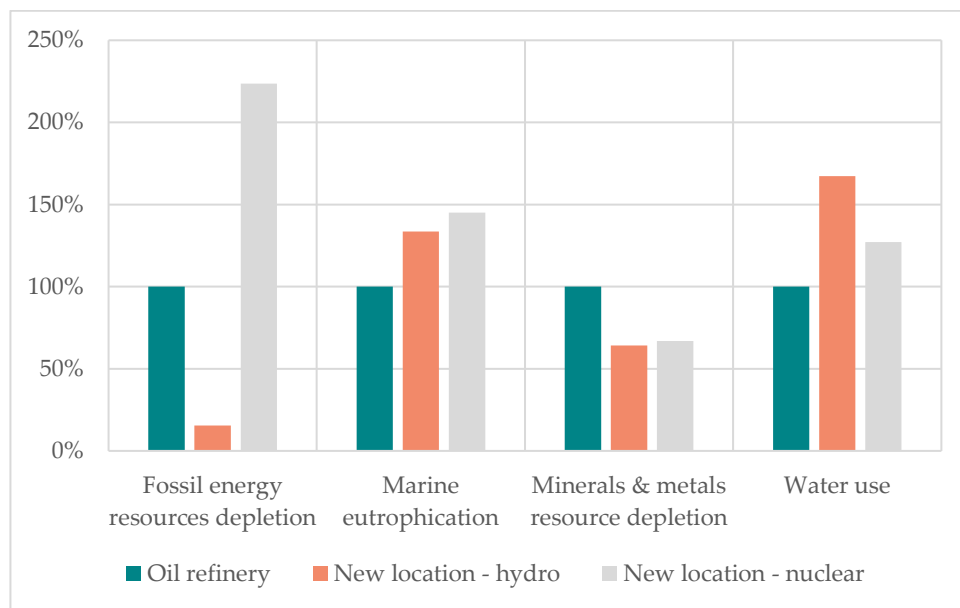 250%
200%
150%
100%
50%
0%
Fossil energy
resources depletion
Marine
eutrophication
Minerals & metals
resource depletion
Water use
Oil refinery
New location - hydro
New location - nuclear